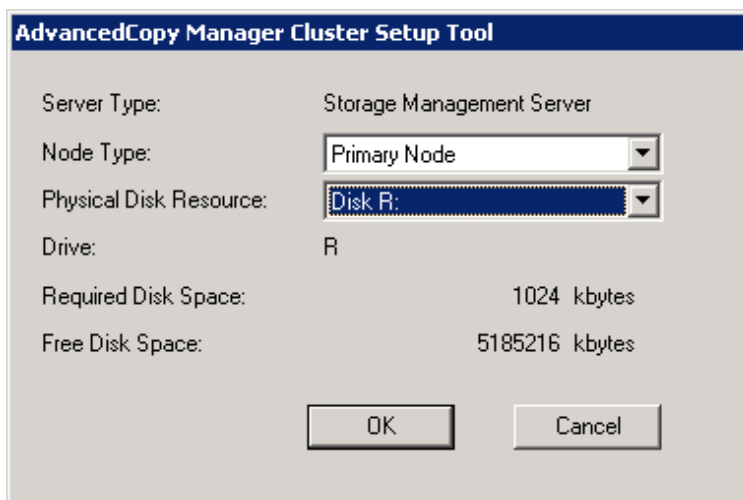 AdvancedCopy Manager Cluster Setup Tool
Server Type: Storage Management Server
Node Type: Primary Node
Physical Disk Resource: Disk R:
Drive: R
Required Disk Space: 1024 kbytes
Free Disk Space: 5185216 kbytes
OK Cancel